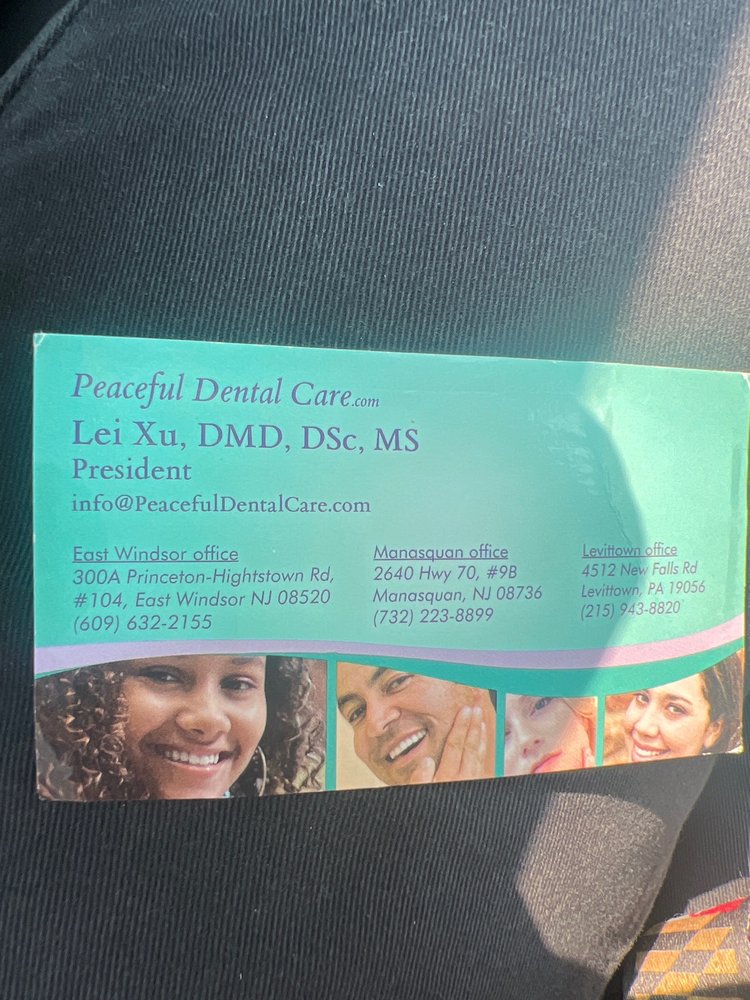 Peaceful Dental Care.com
Lei Xu, DMD, DSc, MS
President
info@PeacefulDentalCare.com
East Windsor office
300A Princeton-Hightstown Rd,
#104, East Windsor NJ 08520
(609) 632-2155
Manasquan office
2640 Hwy 70, #9B
Manasquan, NJ 08736
(732) 223-8899
Levittown office
4512 New Falls Rd
Levittown, PA 19056
(215) 943-8820